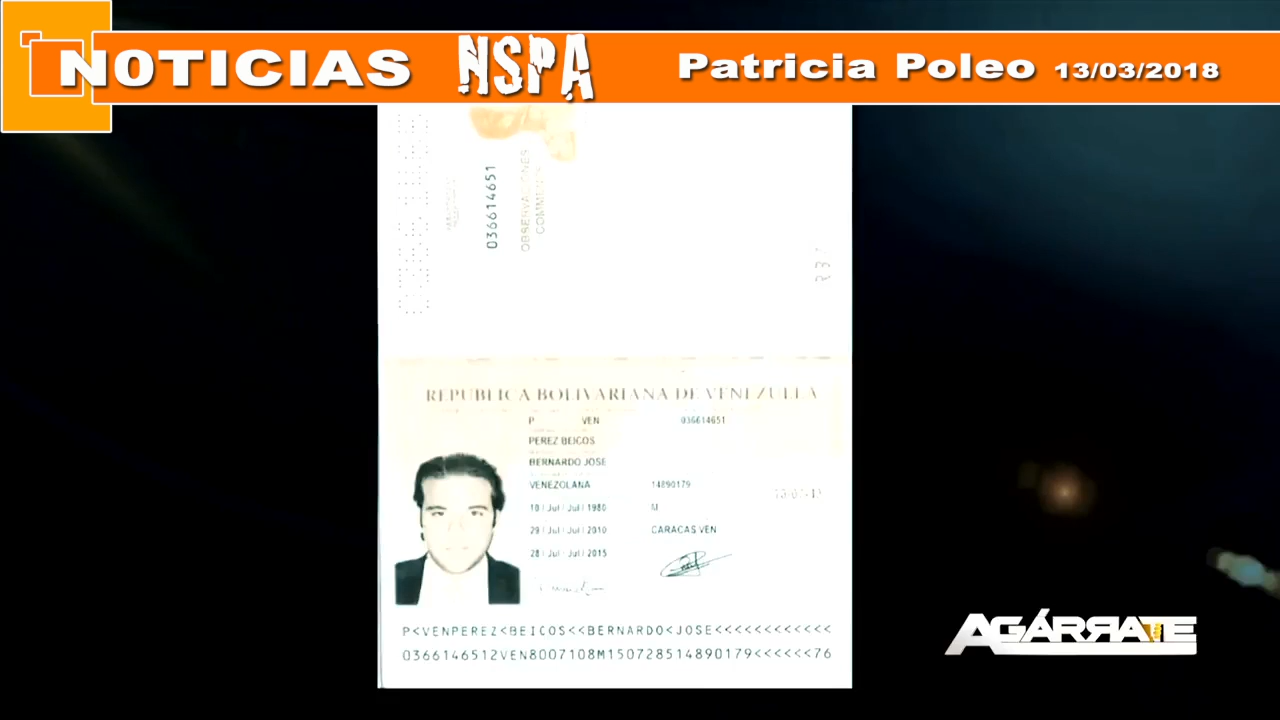 NOTICIAS NSPA Patricia Poleo 13/03/2018
036614651
OBSERVACIONES
REPUBLICA BOLIVARIANA DE VENEZUELA
P VEN 036614651
PEREZ BEICOS
BERNARDO JOSE
VENEZOLANA 14890179
10 / Jul / Jul / 1980 M
29 / Jul / Jul / 2010 CARACAS VEN
28 / Jul / Jul / 2015
P<VENPEREZ<BEICOS<<BERNARDO<JOSE<<<<<<<<<<<<
0366146512VEN8007108M150728514890179<<<<<<76
AGÁRRATE